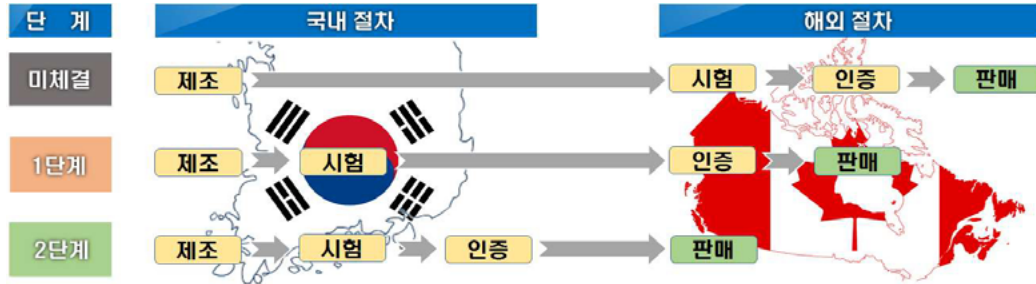 단 계 국내 절차 해외 절차
미체결 제조 시험 인증 판매
1단계 제조 시험 인증 판매
2단계 제조 시험 인증 판매